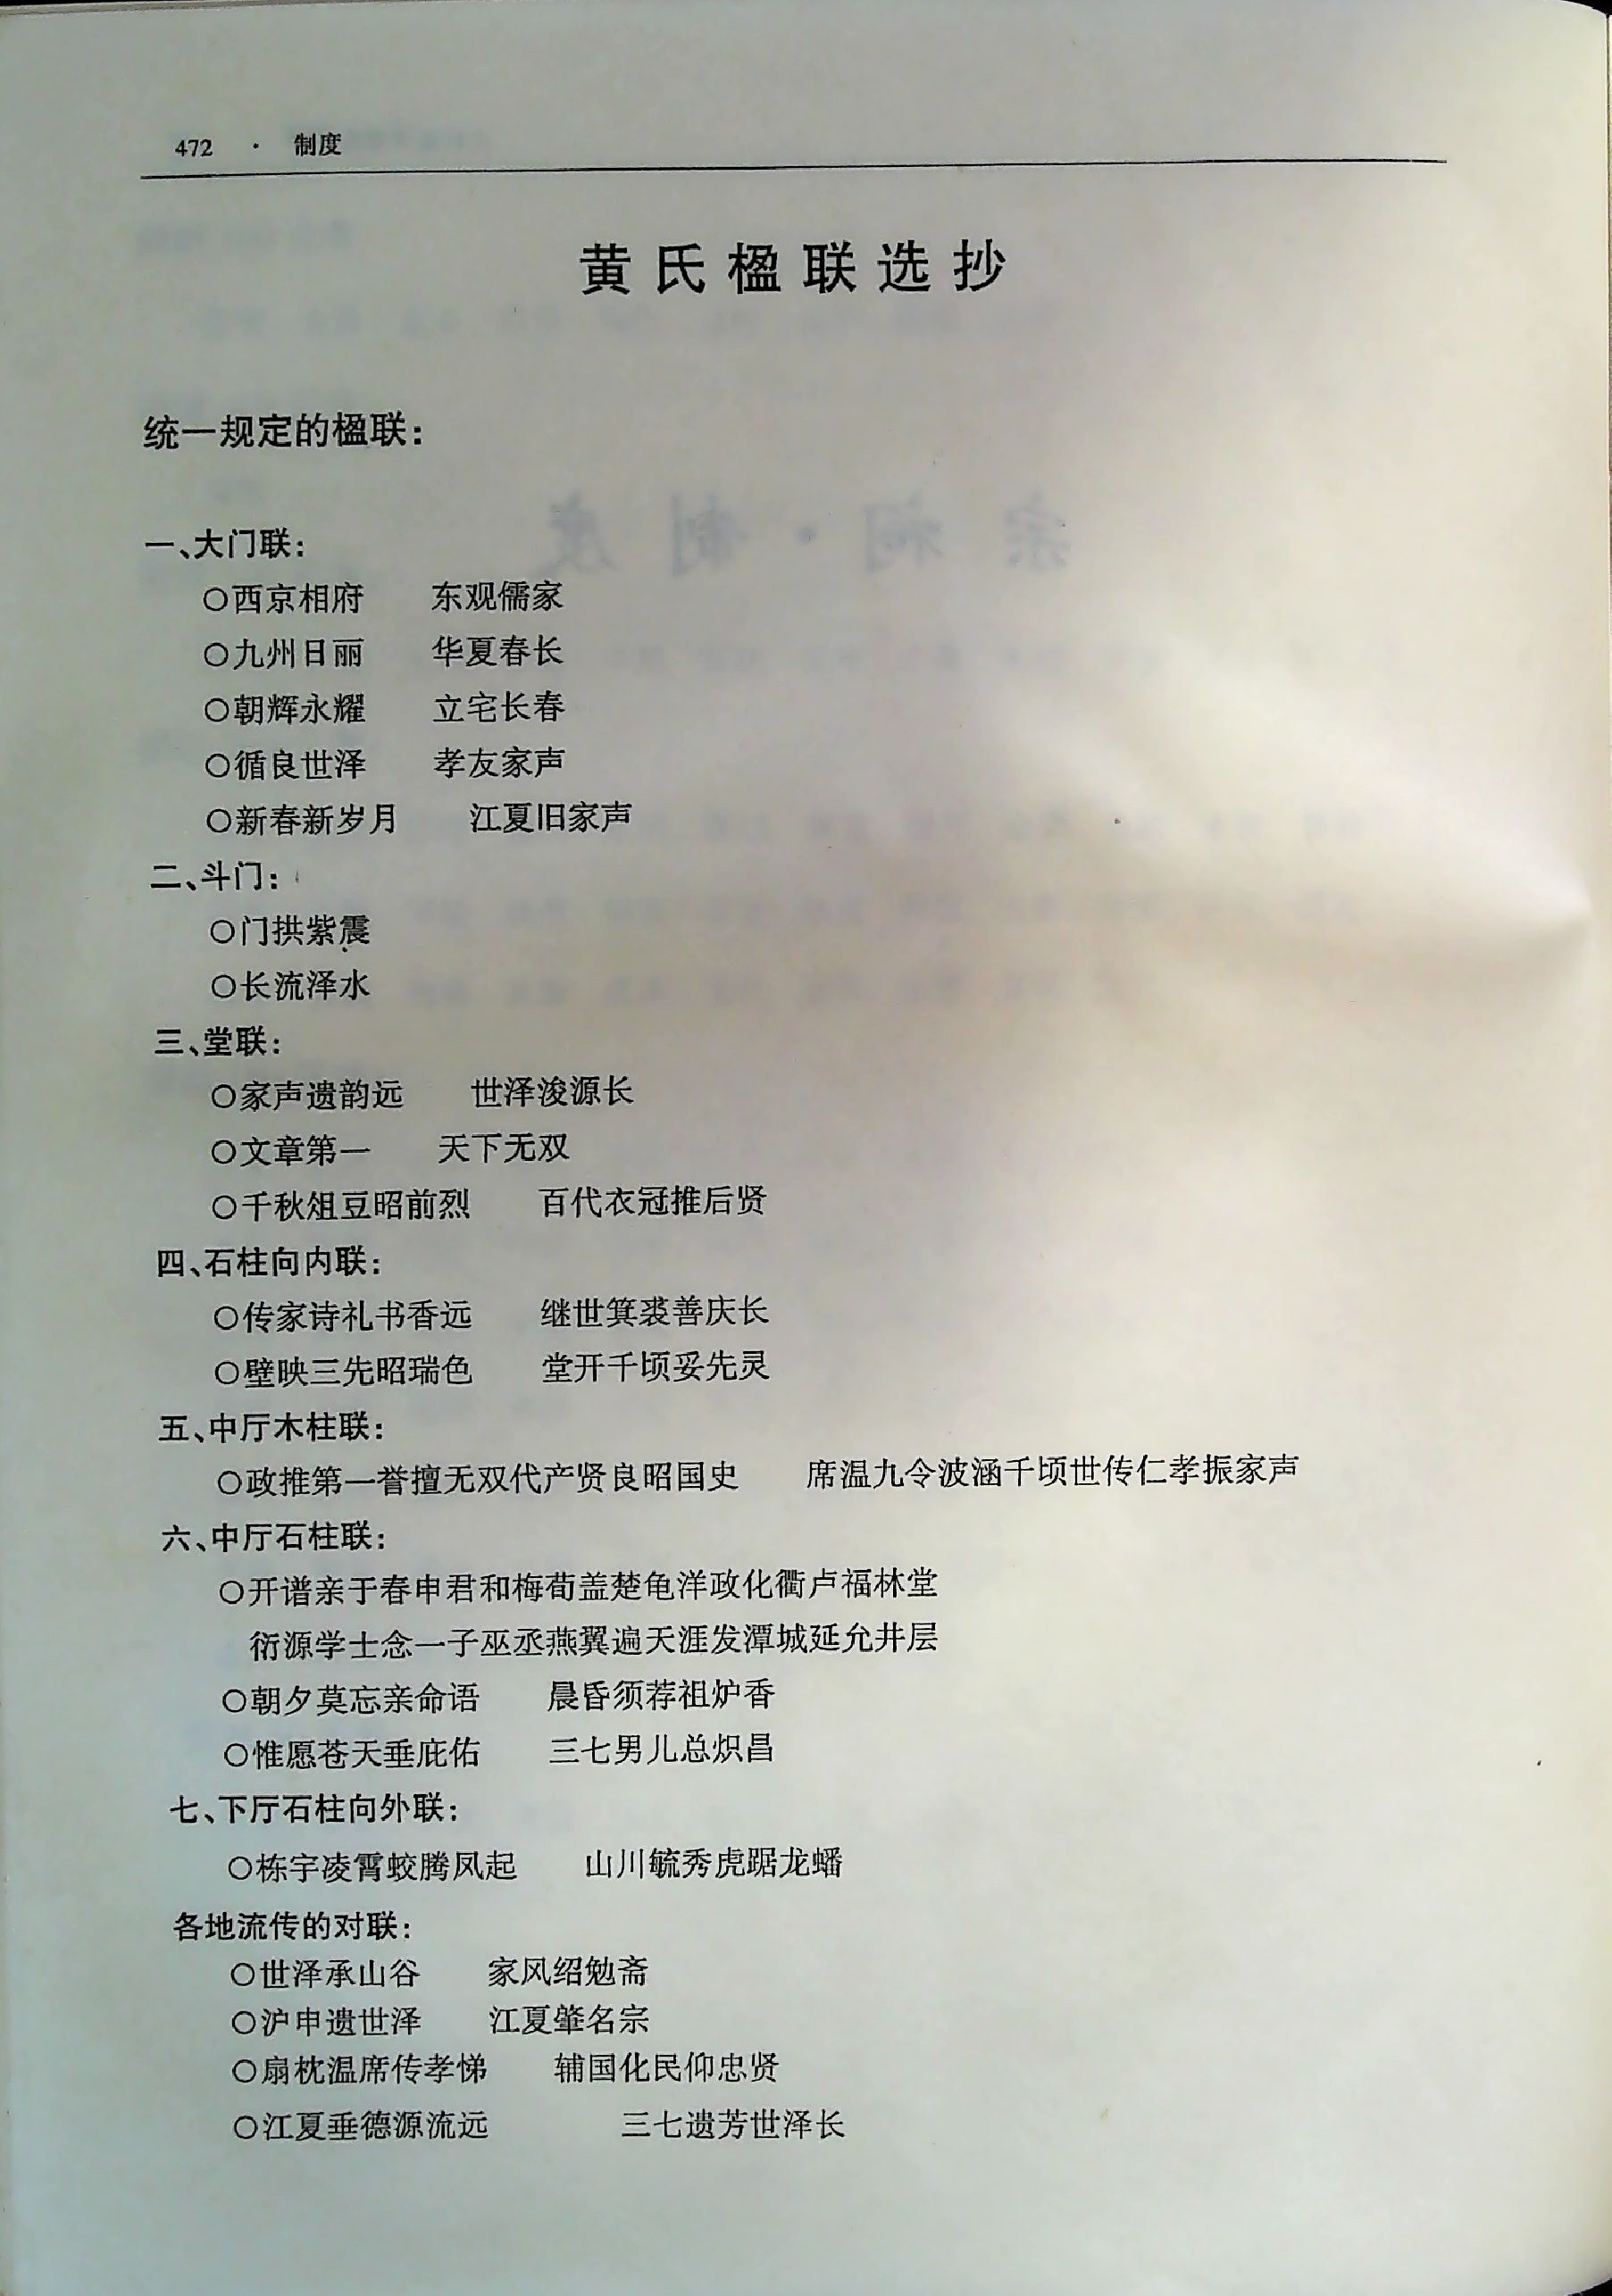 472 · 制度
黄氏楹联选抄
统一规定的楹联：
一、大门联：
○西京相府 东观儒家
○九州日丽 华夏春长
○朝辉永耀 立宅长春
○循良世泽 孝友家声
○新春新岁月 江夏旧家声
二、斗门：
○门拱紫震
○长流泽水
三、堂联：
○家声遗韵远 世泽浚源长
○文章第一 天下无双
○千秋俎豆昭前烈 百代衣冠推后贤
四、石柱向内联：
○传家诗礼书香远 继世箕裘善庆长
○壁映三先昭瑞色 堂开千顷妥先灵
五、中厅木柱联：
○政推第一誉擅无双代产贤良昭国史 席温九令波涵千顷世传仁孝振家声
六、中厅石柱联：
○开谱亲于春申君和梅荀盖楚龟洋政化衢卢福林堂
衍源学士念一子巫丞燕翼遍天涯发潭城延允井层
○朝夕莫忘亲命语 晨昏须荐祖炉香
○惟愿苍天垂庇佑 三七男儿总炽昌
七、下厅石柱向外联：
○栋宇凌霄蛟腾凤起 山川毓秀虎踞龙蟠
各地流传的对联：
○世泽承山谷 家风绍勉斋
○沪申遗世泽 江夏肇名宗
○扇枕温席传孝悌 辅国化民仰忠贤
○江夏垂德源流远 三七遗芳世泽长